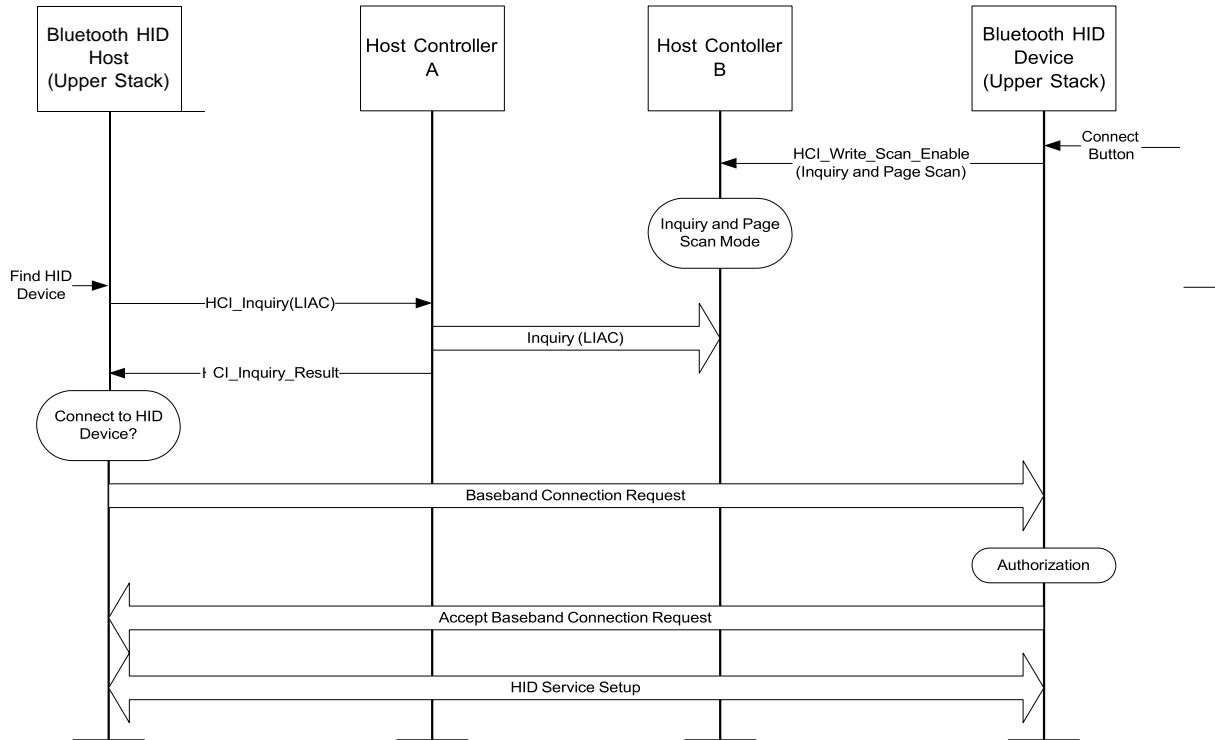 Bluetooth HID
Host
(Upper Stack)
Host Controller
A
Host Contoller
B
Bluetooth HID
Device
(Upper Stack)
Connect
Button
HCI_Write_Scan_Enable
(Inquiry and Page Scan)
Inquiry and Page
Scan Mode
Find HID
Device
HCI_Inquiry(LIAC)
Inquiry (LIAC)
CI_Inquiry_Result
Connect to HID
Device?
Baseband Connection Request
Authorization
Accept Baseband Connection Request
HID Service Setup